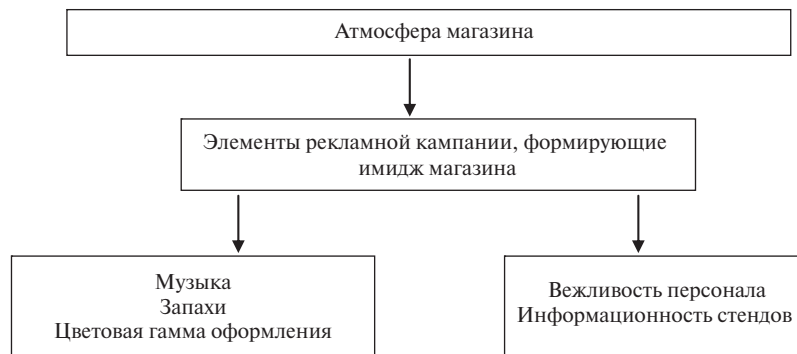 Атмосфера магазина
Элементы рекламной кампании, формирующие
имидж магазина
Музыка
Запахи
Цветовая гамма оформления
Вежливость персонала
Информационность стендов